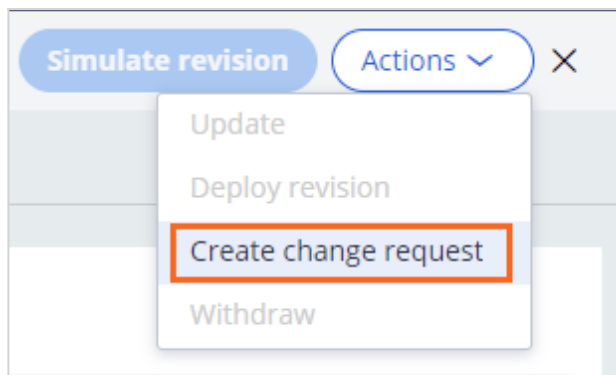 Simulate revision Actions
Update
Deploy revision
Create change request
Withdraw